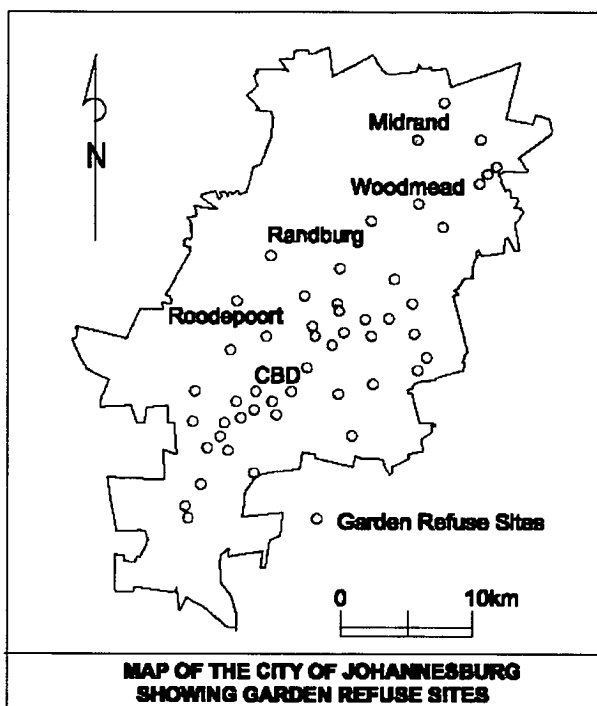 Midrand
N
Woodmead
Randburg
Roodepoort
CBD
Garden Refuse Sites
0 10km
MAP OF THE CITY OF JOHANNESBURG
SHOWING GARDEN REFUSE SITES